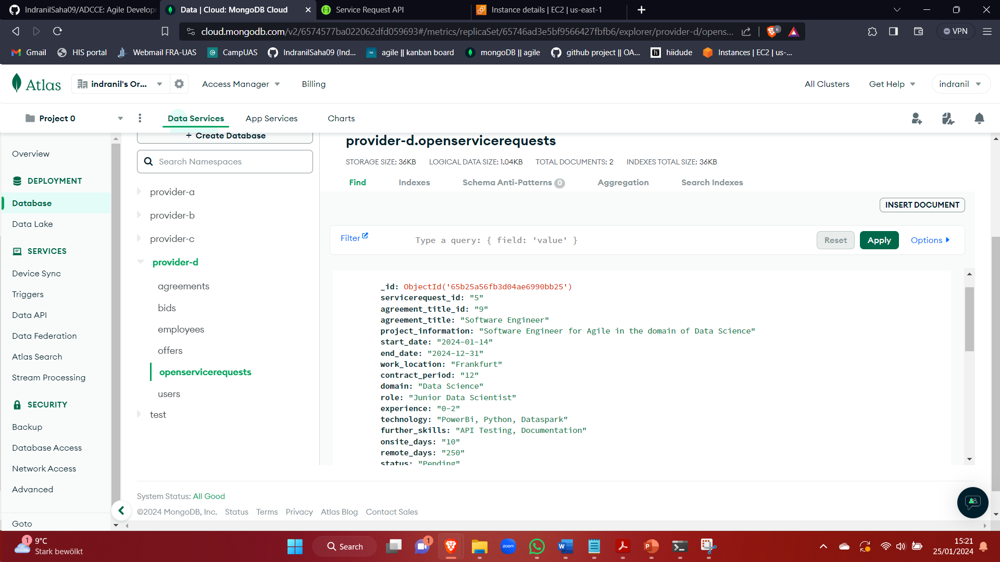 IndranilSaha09/ADCCE: Agile Developn
Data | Cloud: MongoDB Cloud
Service Request API
Instance details | EC2 | us-east-1
cloud.mongodb.com/v2/6574577ba022062dfd059693#/metrics/replicaSet/65746ad3e5bf9566427fbfb6/explorer/provider-d/opens...
6
VPN
Gmail
HIS portal
Webmail FRA-UAS
CampUAS
IndranilSaha09 (Ind...
agile || kanban board
mongoDB || agile
github project || OA...
hiidude
Instances | EC2 | us-...
Atlas
indranil's Or...
Access Manager
Billing
All Clusters
Get Help
indranil
Project 0
Data Services
App Services
Charts
Overview
DEPLOYMENT
Database
Data Lake
SERVICES
Device Sync
Triggers
Data API
Data Federation
Atlas Search
Stream Processing
SECURITY
Backup
Database Access
Network Access
Advanced
Goto
+ Create Database
Search Namespaces
provider-a
provider-b
provider-c
provider-d
agreements
bids
employees
offers
openservicerequests
users
test
provider-d.openservicerequests
STORAGE SIZE: 36KB LOGICAL DATA SIZE: 1.04KB TOTAL DOCUMENTS: 2 INDEXES TOTAL SIZE: 36KB
Find Indexes Schema Anti-Patterns 0 Aggregation Search Indexes
INSERT DOCUMENT
Filter
Type a query: { field: 'value' }
Reset
Apply
Options
_id: ObjectId('65b25a56fb3d04ae6990bb25')
servicerequest_id: "5"
agreement_title_id: "9"
agreement_title: "Software Engineer"
project_information: "Software Engineer for Agile in the domain of Data Science"
start_date: "2024-01-14"
end_date: "2024-12-31"
work_location: "Frankfurt"
contract_period: "12"
domain: "Data Science"
role: "Junior Data Scientist"
experience: "0-2"
technology: "PowerBi, Python, Dataspark"
further_skills: "API Testing, Documentation"
onsite_days: "10"
remote_days: "250"
status: "Pending"
System Status: All Good
©2024 MongoDB, Inc. Status Terms Privacy Atlas Blog Contact Sales
1
9°C
Stark bewölkt
Search
1
zoom
15:21
25/01/2024